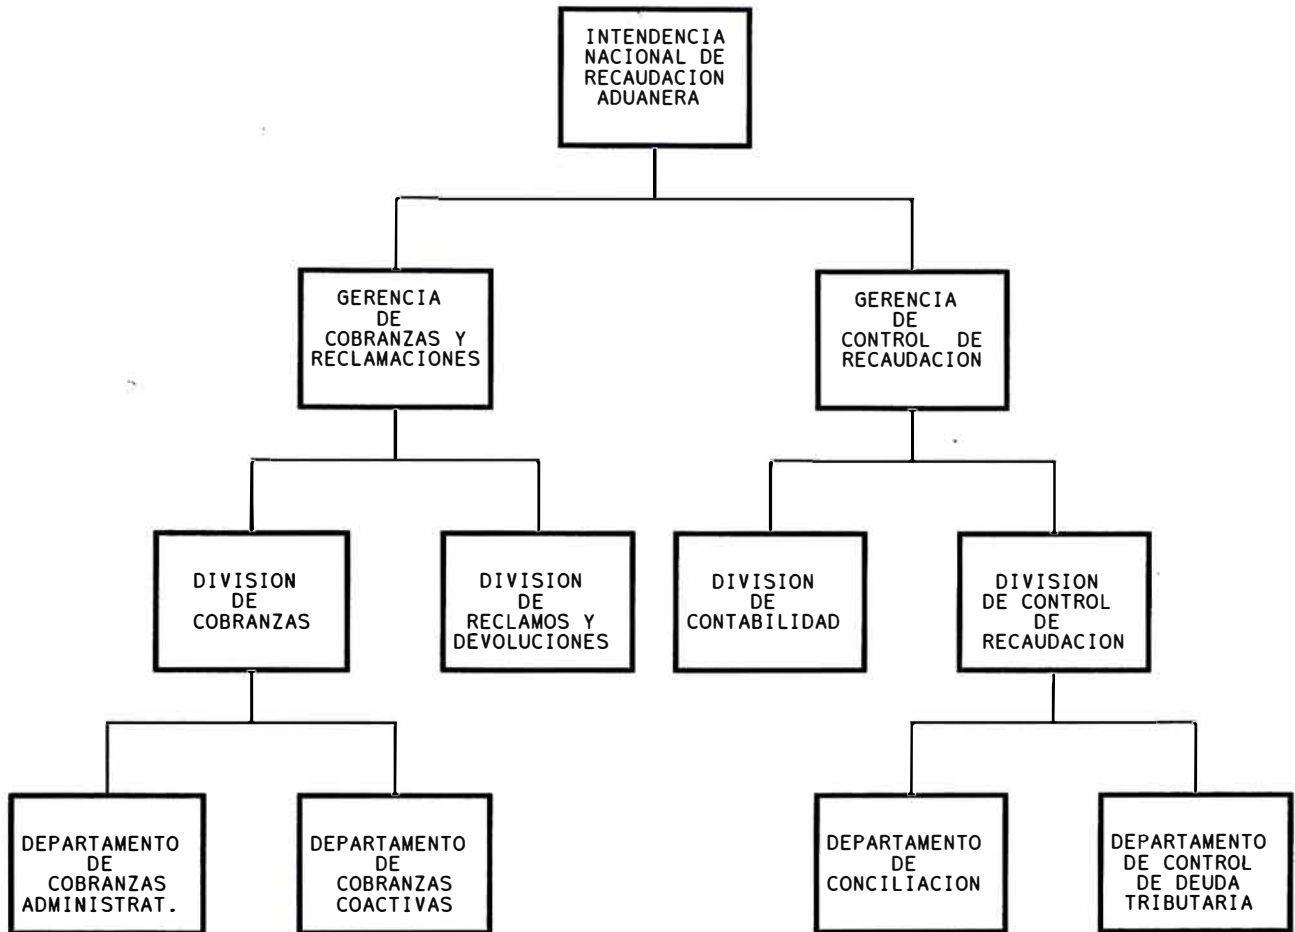 INTENDENCIA
NACIONAL DE
RECAUDACION
ADUANERA
GERENCIA
DE
COBRANZAS Y
RECLAMACIONES
GERENCIA
DE
CONTROL DE
RECAUDACION
DIVISION
DE
COBRANZAS
DIVISION
DE
RECLAMOS Y
DEVOLUCIONES
DIVISION
DE
CONTABILIDAD
DIVISION
DE CONTROL
DE
RECAUDACION
DEPARTAMENTO
DE
COBRANZAS
ADMINISTRAT.
DEPARTAMENTO
DE
COBRANZAS
COACTIVAS
DEPARTAMENTO
DE
CONCILIACION
DEPARTAMENTO
DE CONTROL
DE DEUDA
TRIBUTARIA